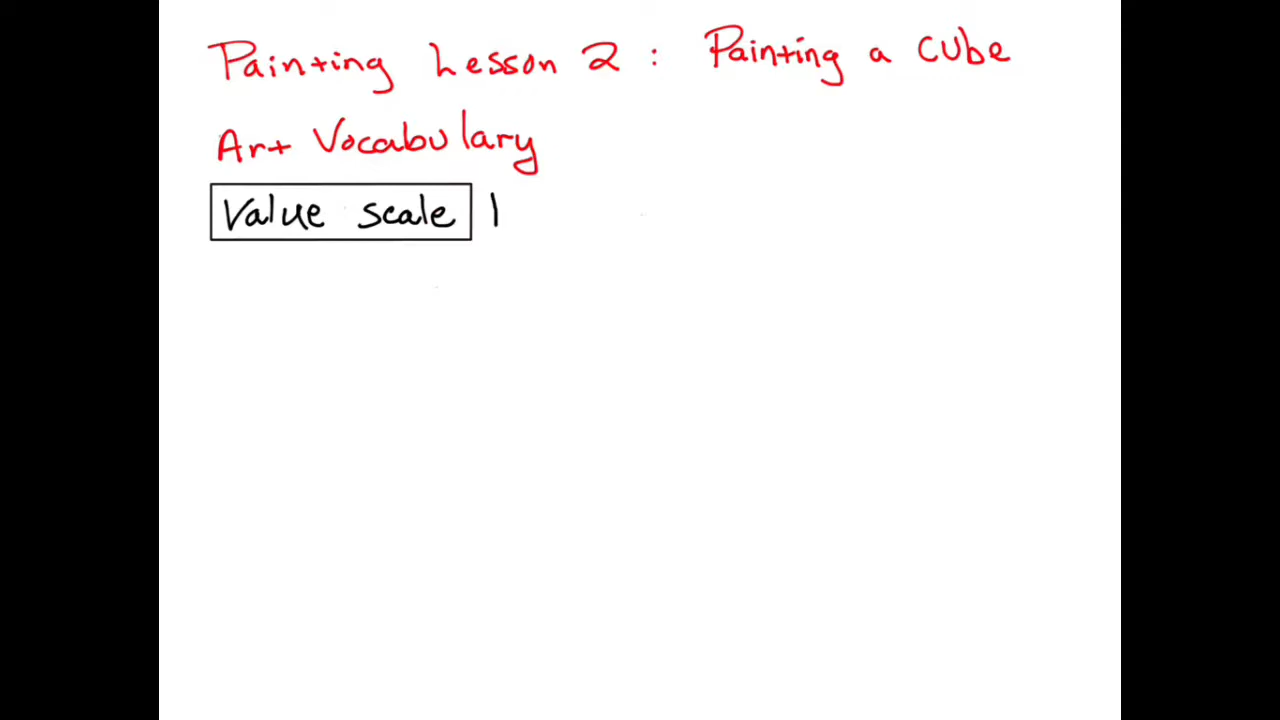 Painting Lesson 2 : Painting a cube
Art Vocabulary
Value scale